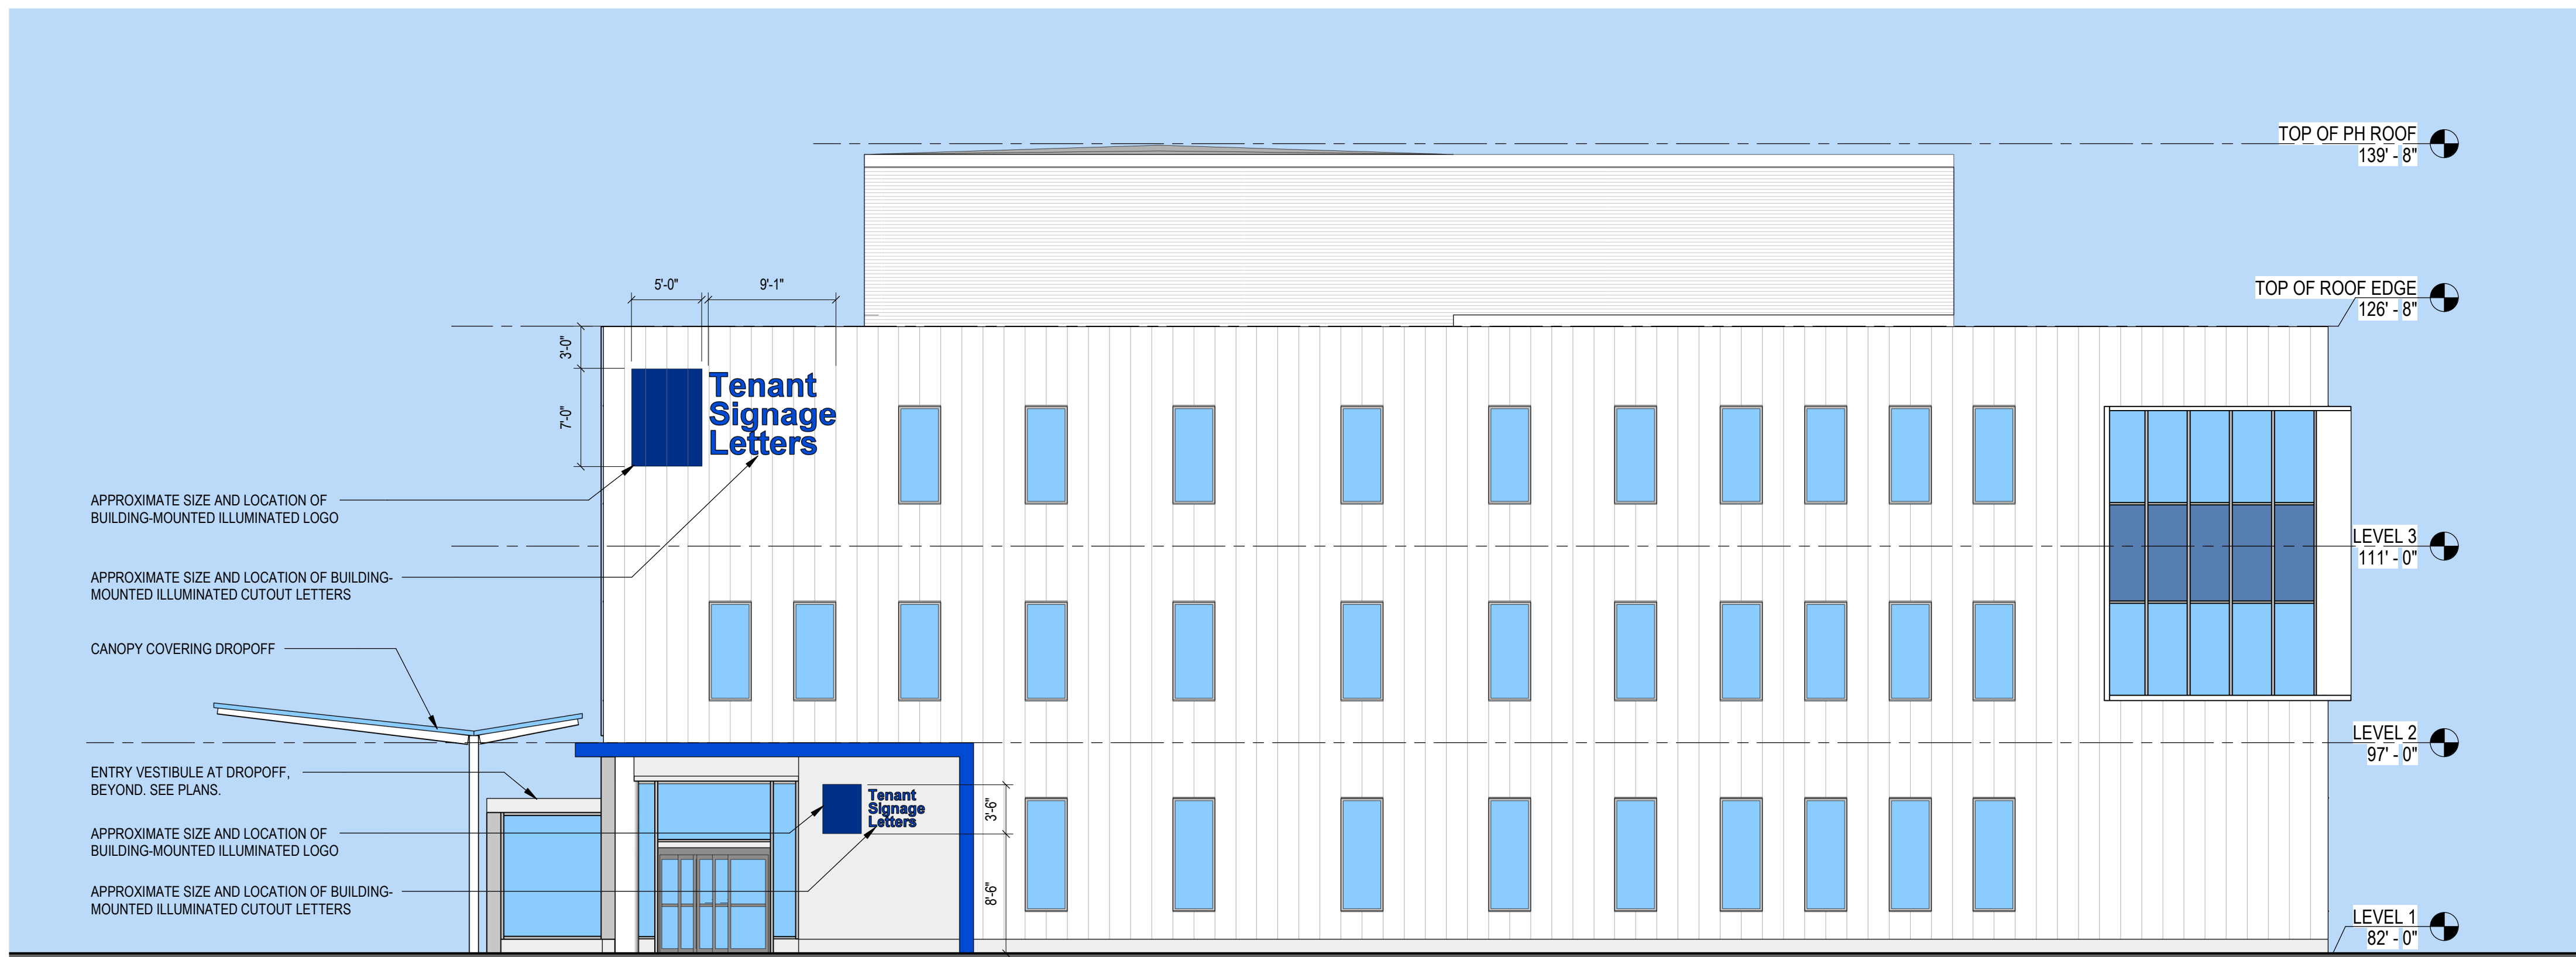 TOP OF PH ROOF
139' - 8"
TOP OF ROOF EDGE
126' - 8"
5'-0"
9'-1"
3'-0"
7'-0"
Tenant
Signage
Letters
APPROXIMATE SIZE AND LOCATION OF
BUILDING-MOUNTED ILLUMINATED LOGO
LEVEL 3
111' - 0"
APPROXIMATE SIZE AND LOCATION OF BUILDING-
MOUNTED ILLUMINATED CUTOUT LETTERS
CANOPY COVERING DROPOFF
LEVEL 2
97' - 0"
ENTRY VESTIBULE AT DROPOFF,
BEYOND. SEE PLANS.
Tenant
Signage
Letters
3'-6"
APPROXIMATE SIZE AND LOCATION OF
BUILDING-MOUNTED ILLUMINATED LOGO
8'-6"
APPROXIMATE SIZE AND LOCATION OF BUILDING-
MOUNTED ILLUMINATED CUTOUT LETTERS
LEVEL 1
82' - 0"